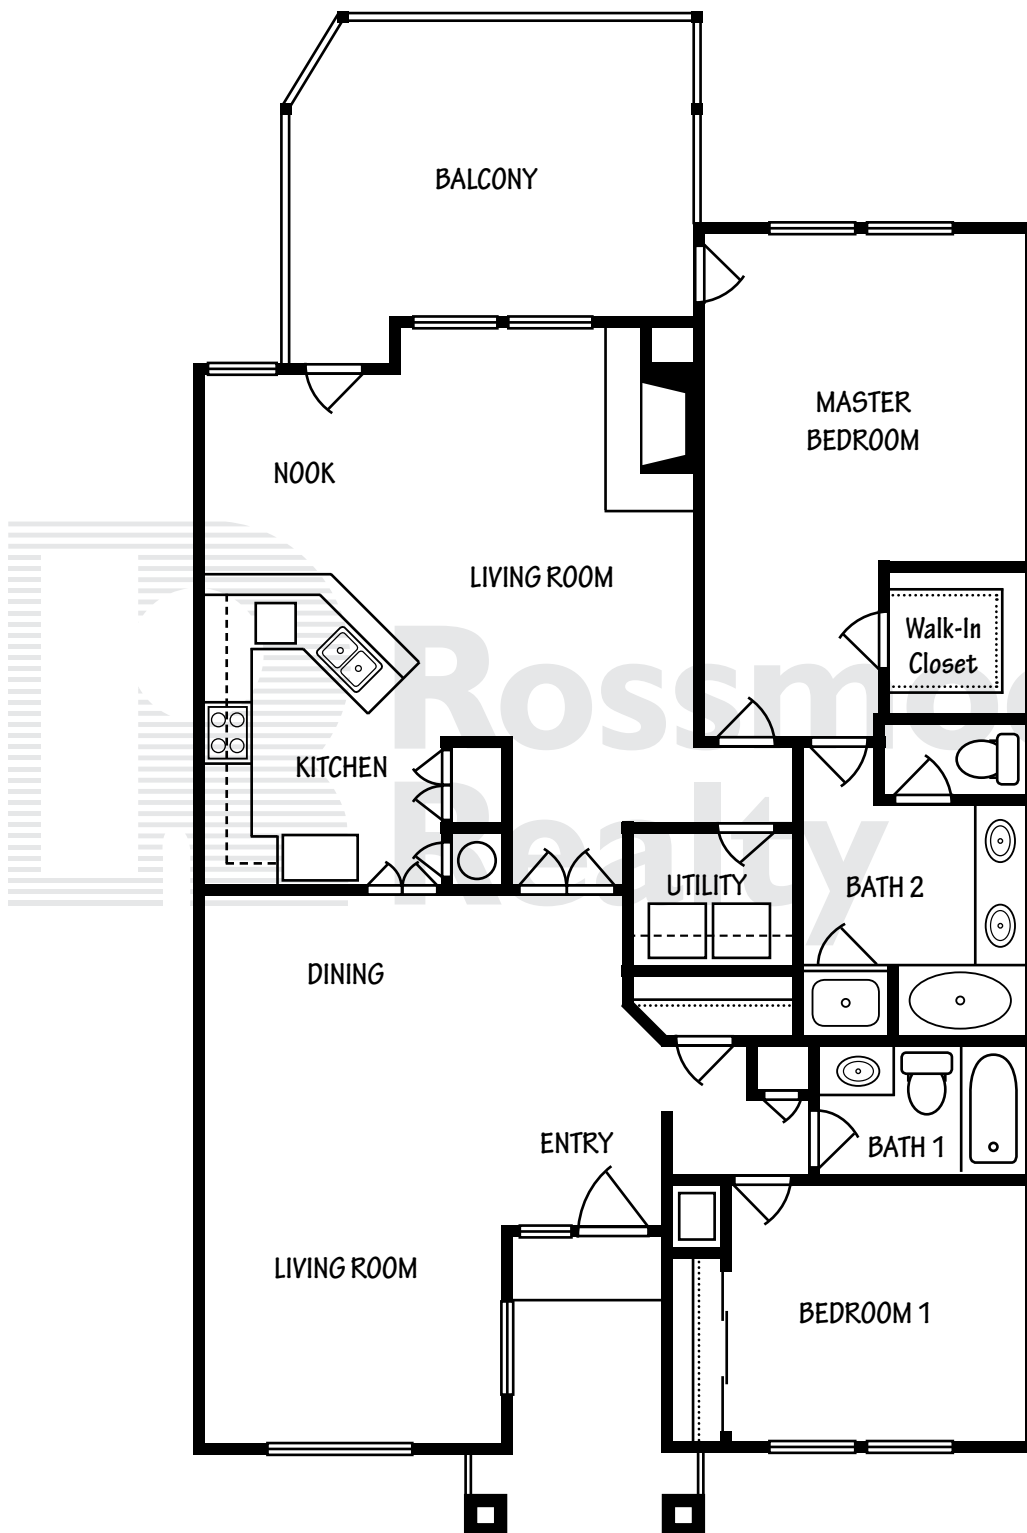 BALCONY
MASTER
BEDROOM
NOOK
LIVING ROOM
Walk-In
Closet
KITCHEN
UTILITY
BATH 2
DINING
ENTRY
BATH 1
LIVING ROOM
BEDROOM 1
Rossmoo
Realty